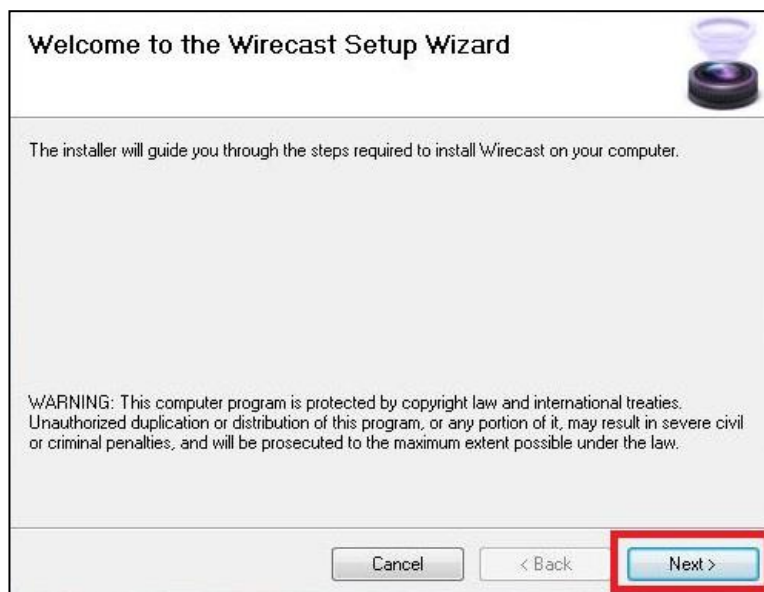 Welcome to the Wirecast Setup Wizard
The installer will guide you through the steps required to install Wirecast on your computer.
WARNING: This computer program is protected by copyright law and international treaties.
Unauthorized duplication or distribution of this program, or any portion of it, may result in severe civil
or criminal penalties, and will be prosecuted to the maximum extent possible under the law.
Cancel < Back Next >